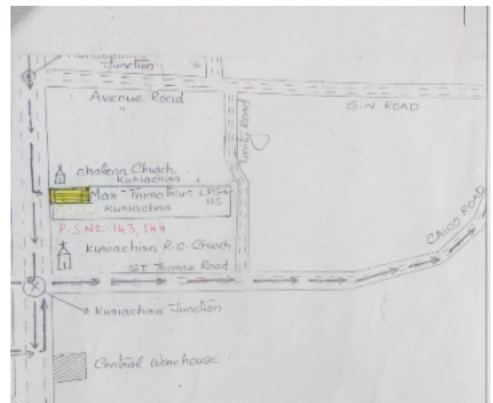 Junction
Avenue Road
S.N ROAD
Unity Road
Chaldean Church
Kuriachira
Mar Thimothius LPS&
HS
Kuriachira
P.S NO. 143, 144
Kuriachira R.C. Church
ST. Thomas Road
CAICO ROAD
Kuriachira Junction
Central warehouse